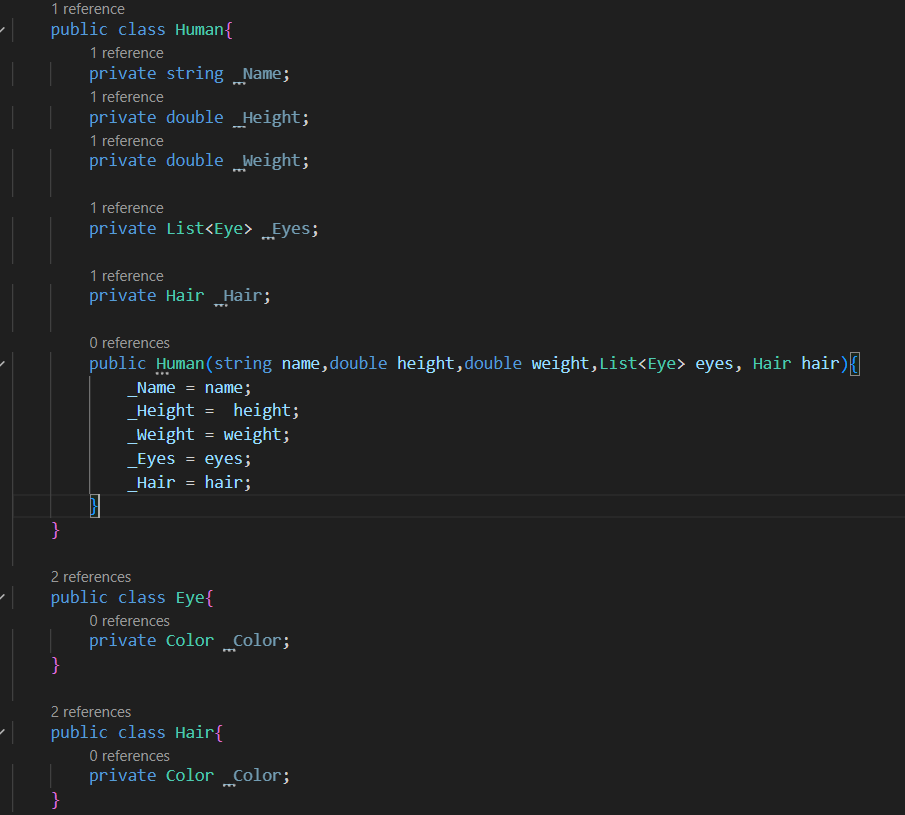 1 reference
public class Human{
1 reference
private string _Name;
1 reference
private double _Height;
1 reference
private double _Weight;
1 reference
private List<Eye> _Eyes;
1 reference
private Hair _Hair;
0 references
public Human(string name,double height,double weight,List<Eye> eyes, Hair hair){
_Name = name;
_Height =  height;
_Weight = weight;
_Eyes = eyes;
_Hair = hair;
}
}
2 references
public class Eye{
0 references
private Color _Color;
}
2 references
public class Hair{
0 references
private Color _Color;
}